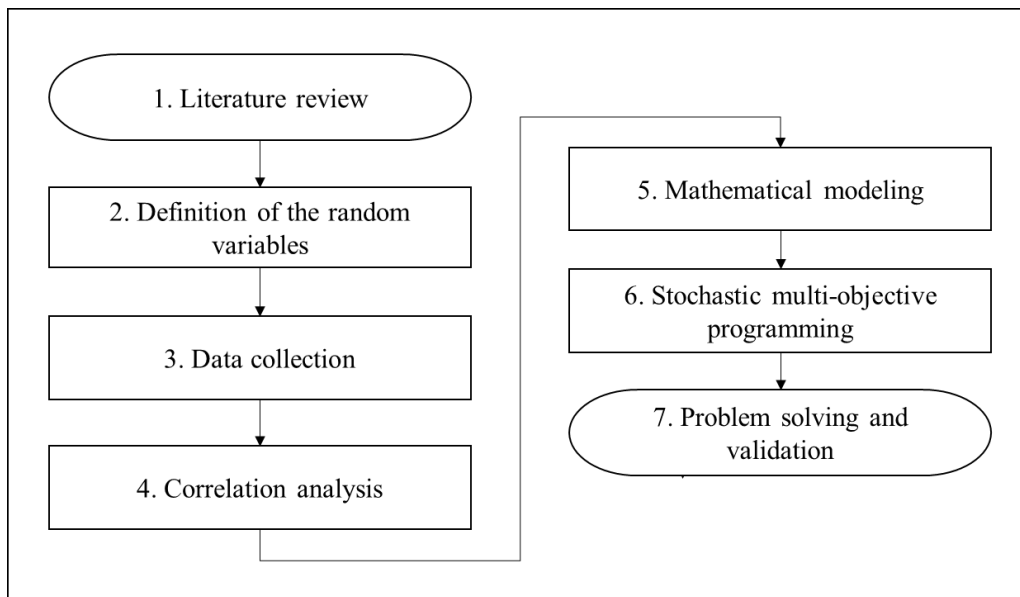 1. Literature review
2. Definition of the random
variables
3. Data collection
4. Correlation analysis
5. Mathematical modeling
6. Stochastic multi-objective
programming
7. Problem solving and
validation